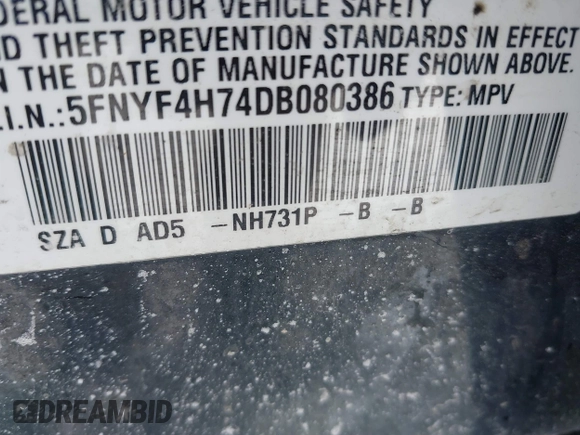 DERAL MOTOR VEHICLE SAFETY
D THEFT PREVENTION STANDARDS IN EFFECT
N THE DATE OF MANUFACTURE SHOWN ABOVE.
.I.N.:5FNYF4H74DB080386 TYPE: MPV
SZA D AD5 -NH731P -B -B
DREAMBID